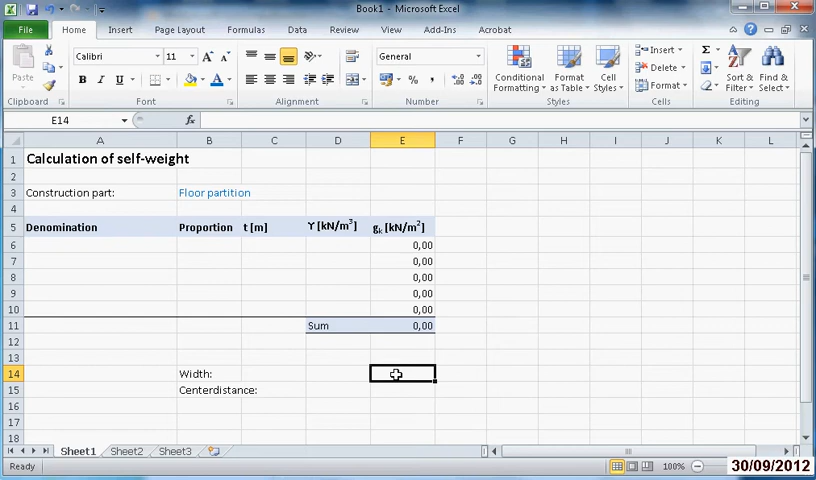 Book1 - Microsoft Excel
File Home Insert Page Layout Formulas Data Review View Add-Ins Acrobat
Calibri 11 General Insert
Paste Conditional Formatting Format as Table Cell Styles Delete Sort & Filter Find & Select
Format
Clipboard Font Alignment Number Styles Cells Editing
E14 fx
A B C D E F G H I J K L
1 Calculation of self-weight
2
3 Construction part: Floor partition
4
5 Denomination Proportion t [m] ϒ [kN/m³] gk [kN/m²]
6 0,00
7 0,00
8 0,00
9 0,00
10 0,00
11 Sum 0,00
12
13
14 Width:
15 Centerdistance:
16
17
18
Sheet1 Sheet2 Sheet3
Ready 100% 30/09/2012